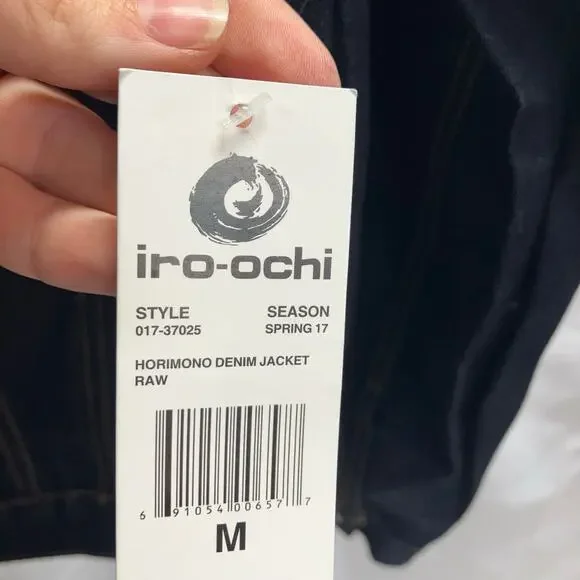 iro-ochi
STYLE SEASON
017-37025 SPRING 17
HORIMONO DENIM JACKET
RAW
6 91054 00657 7
M